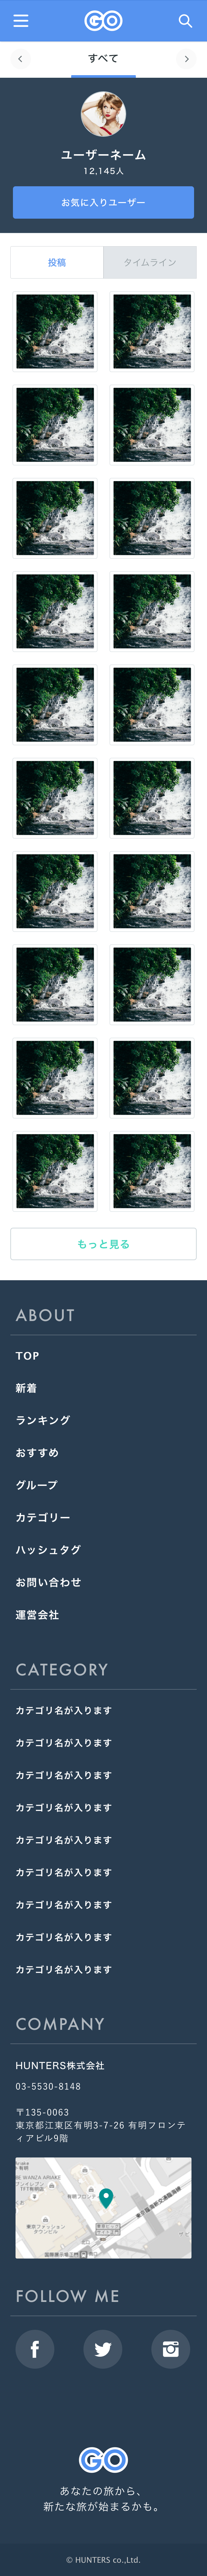 GO
すべて
ユーザーネーム
12,145人
お気に入りユーザー
投稿
タイムライン
もっと見る
ABOUT
TOP
新着
ランキング
おすすめ
グループ
カテゴリー
ハッシュタグ
お問い合わせ
運営会社
CATEGORY
カテゴリ名が入ります
カテゴリ名が入ります
カテゴリ名が入ります
カテゴリ名が入ります
カテゴリ名が入ります
カテゴリ名が入ります
カテゴリ名が入ります
カテゴリ名が入ります
カテゴリ名が入ります
COMPANY
HUNTERS株式会社
03-5530-8148
〒135-0063
東京都江東区有明3-7-26 有明フロンテ
ィアビル9階
FOLLOW ME
GO
あなたの旅から、
新たな旅が始まるかも。
© HUNTERS co.,Ltd.